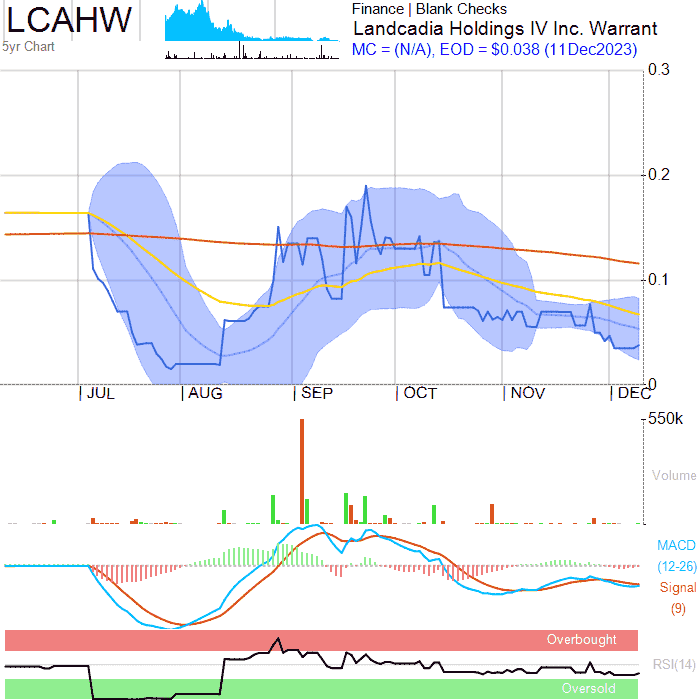 LCAHW
5yr Chart
Finance | Blank Checks
Landcadia Holdings IV Inc. Warrant
MC = (N/A), EOD = $0.038 (11Dec2023)
0.3
0.2
0.1
0
| JUL | AUG | SEP | OCT | NOV | DEC
550k
Volume
MACD
(12-26)
Signal
(9)
Overbought
RSI(14)
Oversold